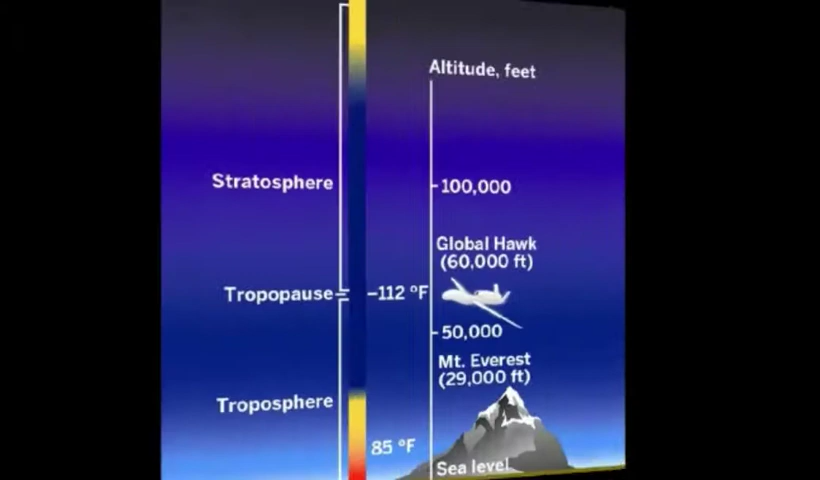 Altitude, feet
Stratosphere
100,000
Global Hawk
(60,000 ft)
Tropopause
-112 °F
50,000
Mt. Everest
(29,000 ft)
Troposphere
85 °F
Sea level